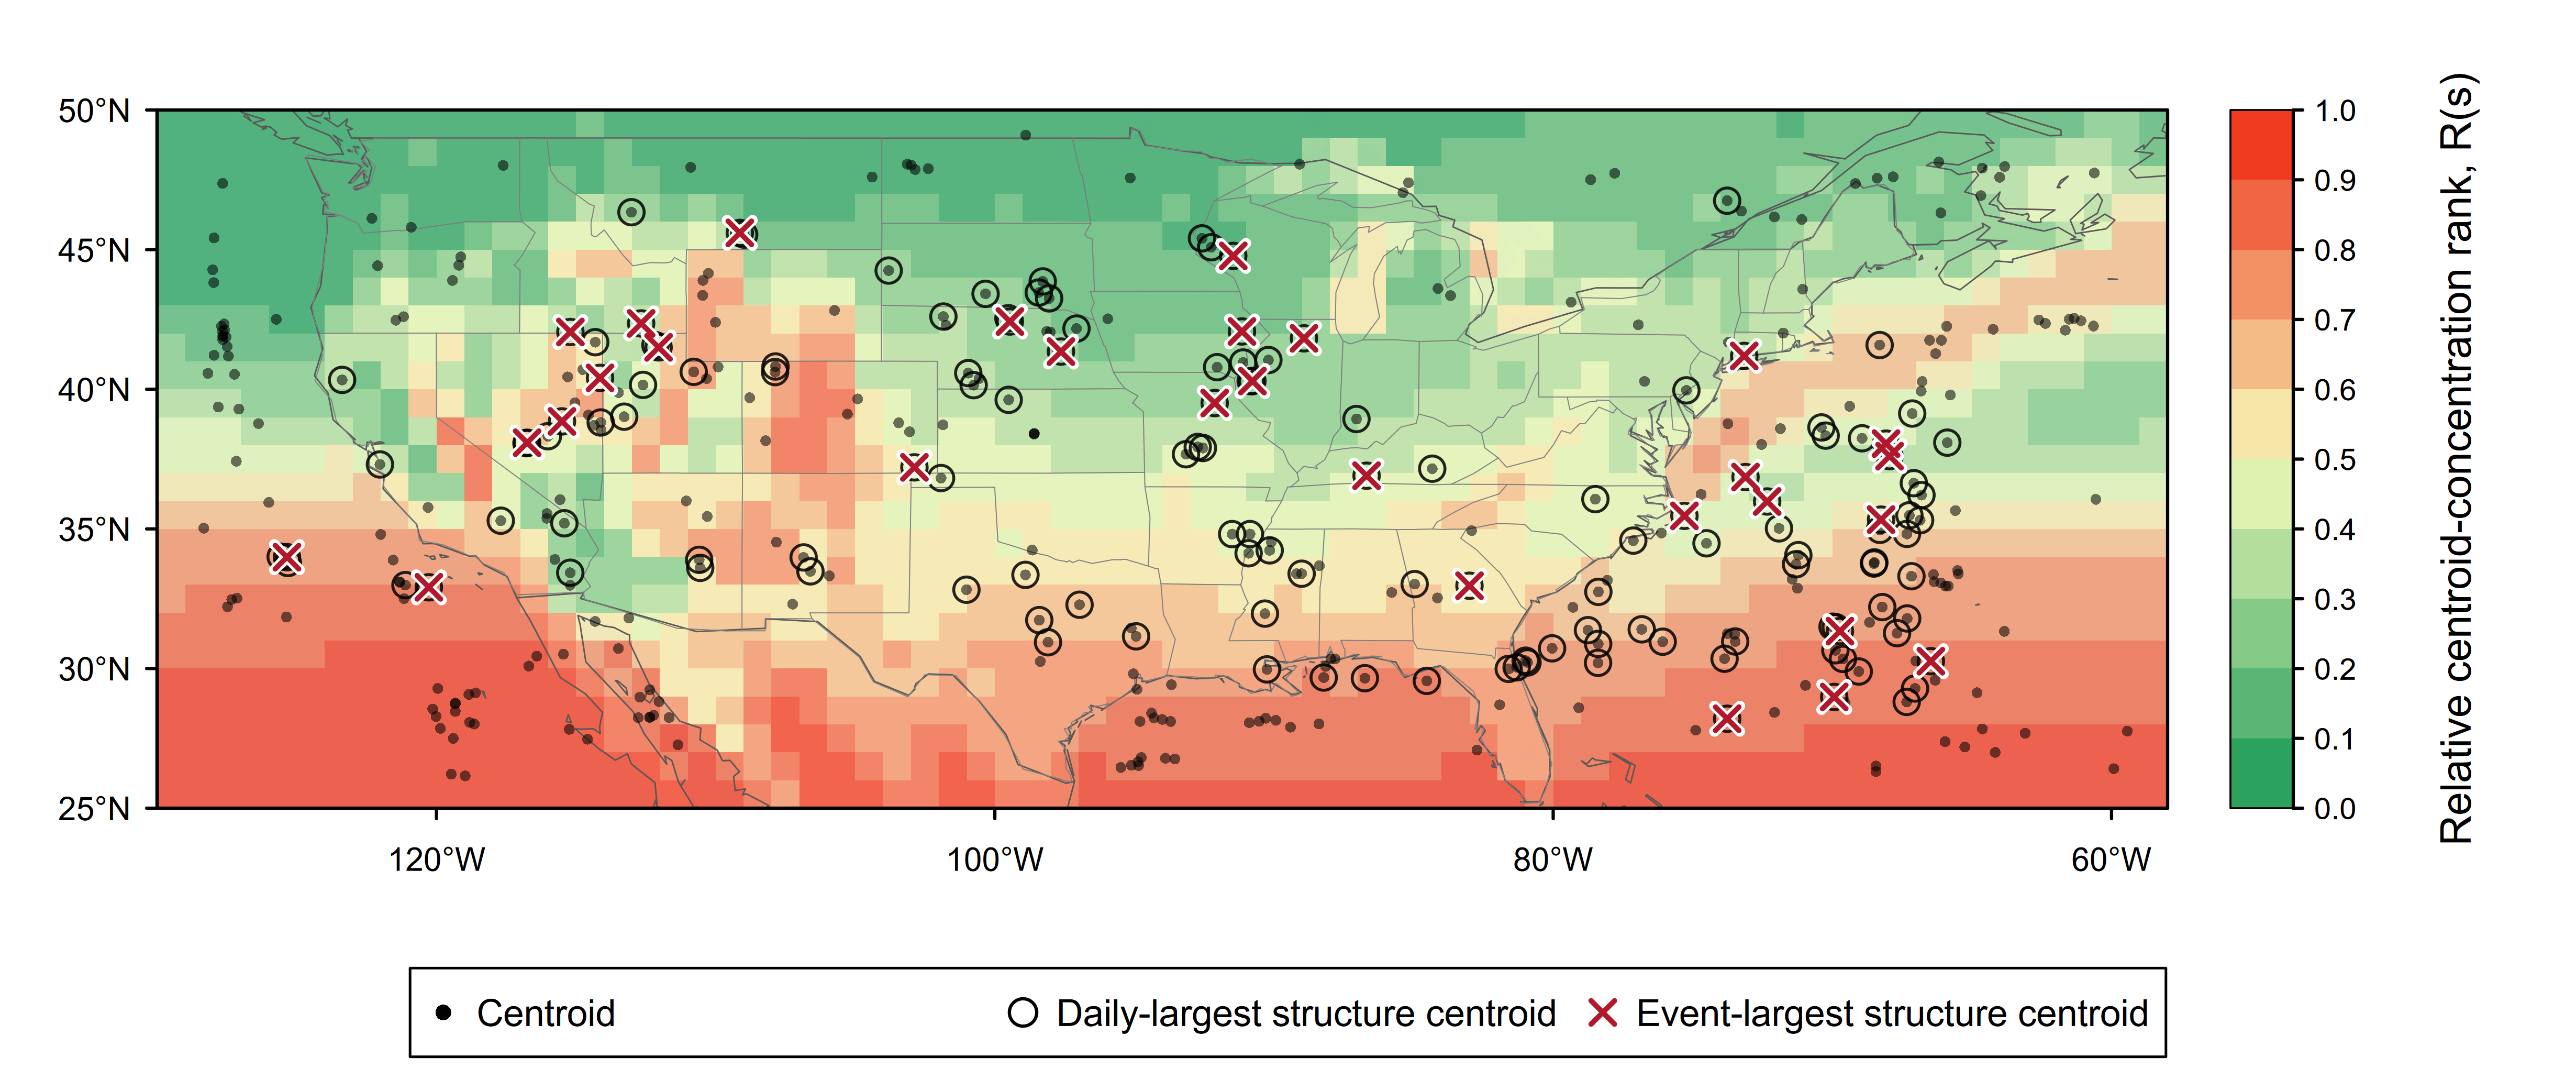 50°N
45°N
40°N
35°N
30°N
25°N
120°W
100°W
80°W
60°W
1.0
0.9
0.8
0.7
0.6
0.5
0.4
0.3
0.2
0.1
0.0
Relative centroid-concentration rank, R(s)
Centroid
Daily-largest structure centroid
Event-largest structure centroid